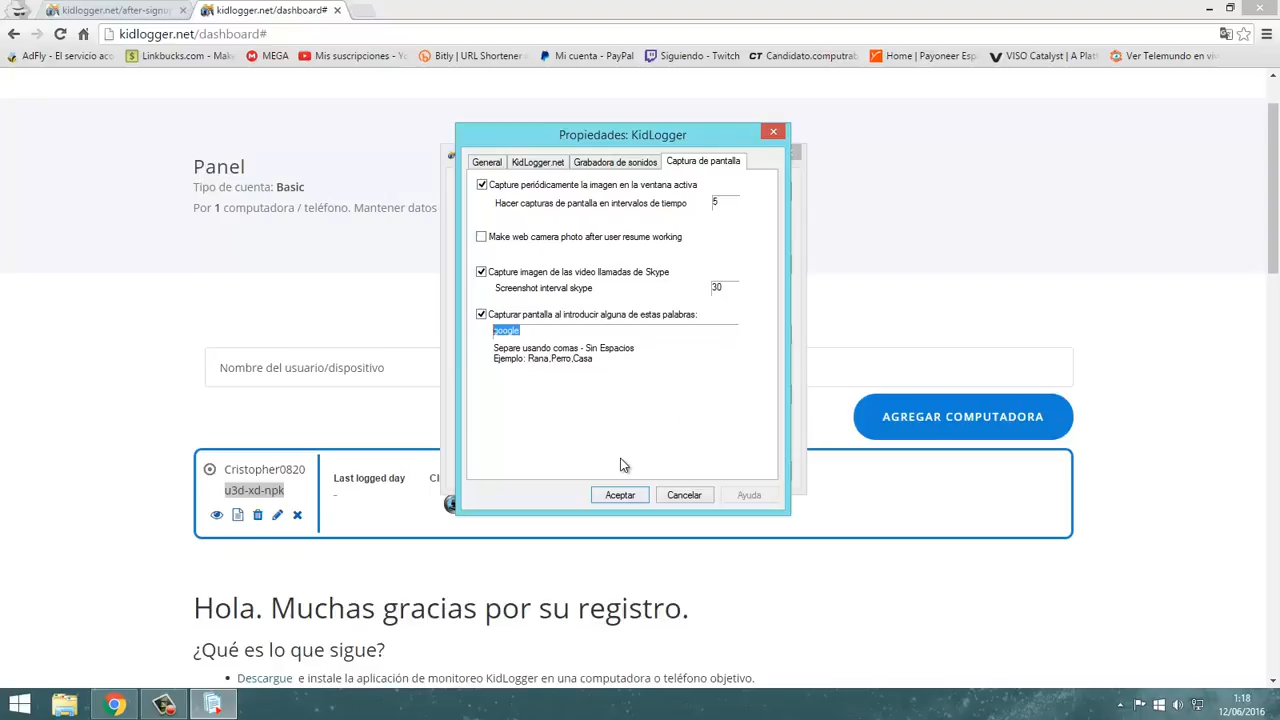 kidlogger.net/after-signup
kidlogger.net/dashboard#
kidlogger.net/dashboard#
AdFly - El servicio aco
Linkbucks.com - Make
MEGA
Mis suscripciones - Yo
Bitly | URL Shortener
Mi cuenta - PayPal
Siguiendo - Twitch
Candidato.computrab
Home | Payoneer Esp
VISO Catalyst | A Platf
Ver Telemundo en viv
Panel
Tipo de cuenta: Basic
Por 1 computadora / teléfono. Mantener datos
Propiedades: KidLogger
General
KidLogger.net
Grabadora de sonidos
Captura de pantalla
Capture periódicamente la imagen en la ventana activa
Hacer capturas de pantalla en intervalos de tiempo 5
Make web camera photo after user resume working
Capture imagen de las video llamadas de Skype
Screenshot interval skype 30
Capturar pantalla al introducir alguna de estas palabras:
google
Separe usando comas - Sin Espacios
Ejemplo: Rana,Perro,Casa
Aceptar
Cancelar
Ayuda
Nombre del usuario/dispositivo
AGREGAR COMPUTADORA
Cristopher0820
u3d-xd-npk
Last logged day
–
Hola. Muchas gracias por su registro.
¿Qué es lo que sigue?
• Descargue e instale la aplicación de monitoreo KidLogger en una computadora o teléfono objetivo.
1:18
12/06/2016